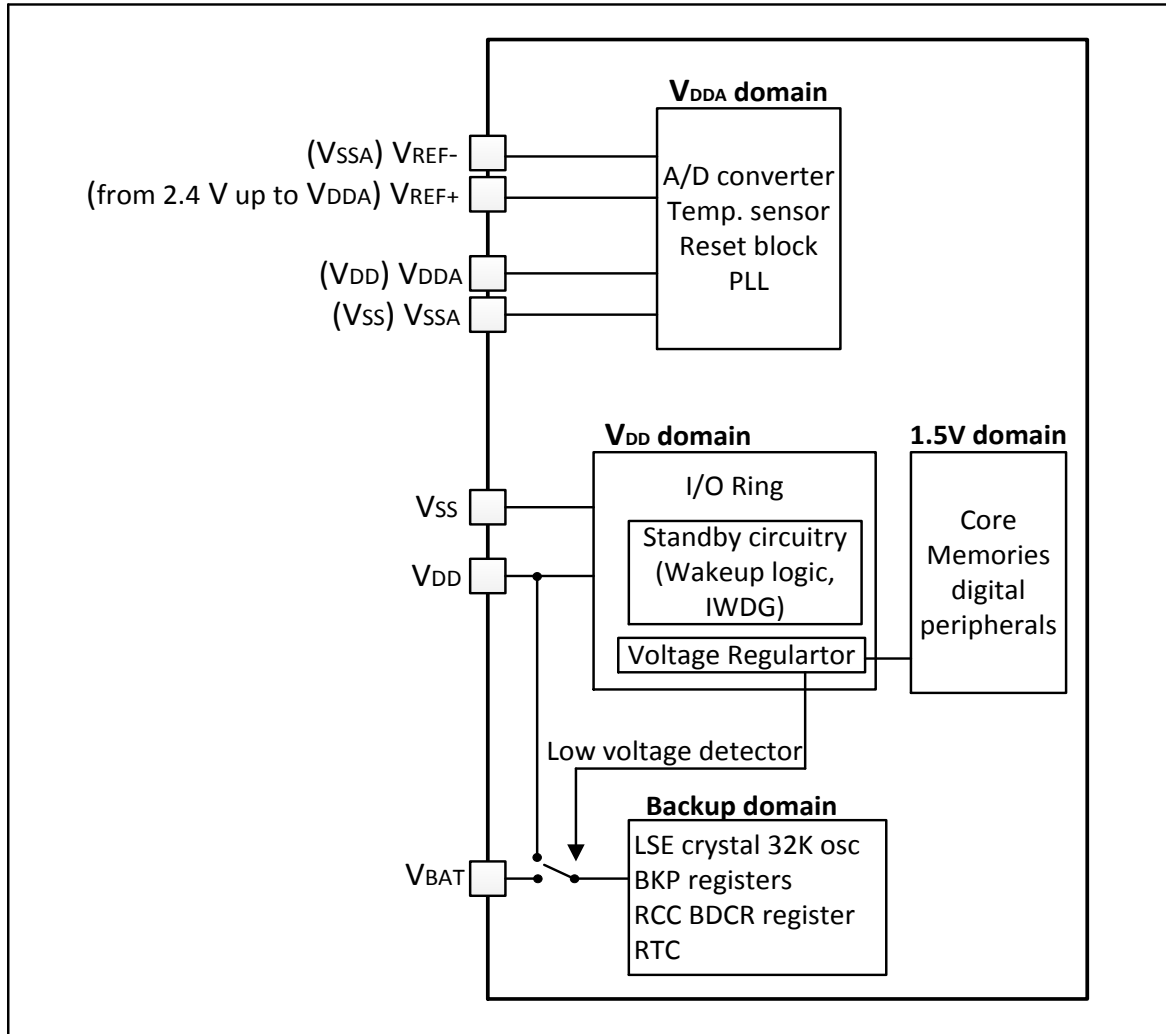 VDDA domain
(VSSA) VREF-
(from 2.4 V up to VDDA) VREF+
(VDD) VDDA
(VSS) VSSA
A/D converter
Temp. sensor
Reset block
PLL
VDD domain
1.5V domain
VSS
VDD
I/O Ring
Standby circuitry
(Wakeup logic,
IWDG)
Voltage Regulartor
Core
Memories
digital
peripherals
Low voltage detector
Backup domain
VBAT
LSE crystal 32K osc
BKP registers
RCC BDCR register
RTC